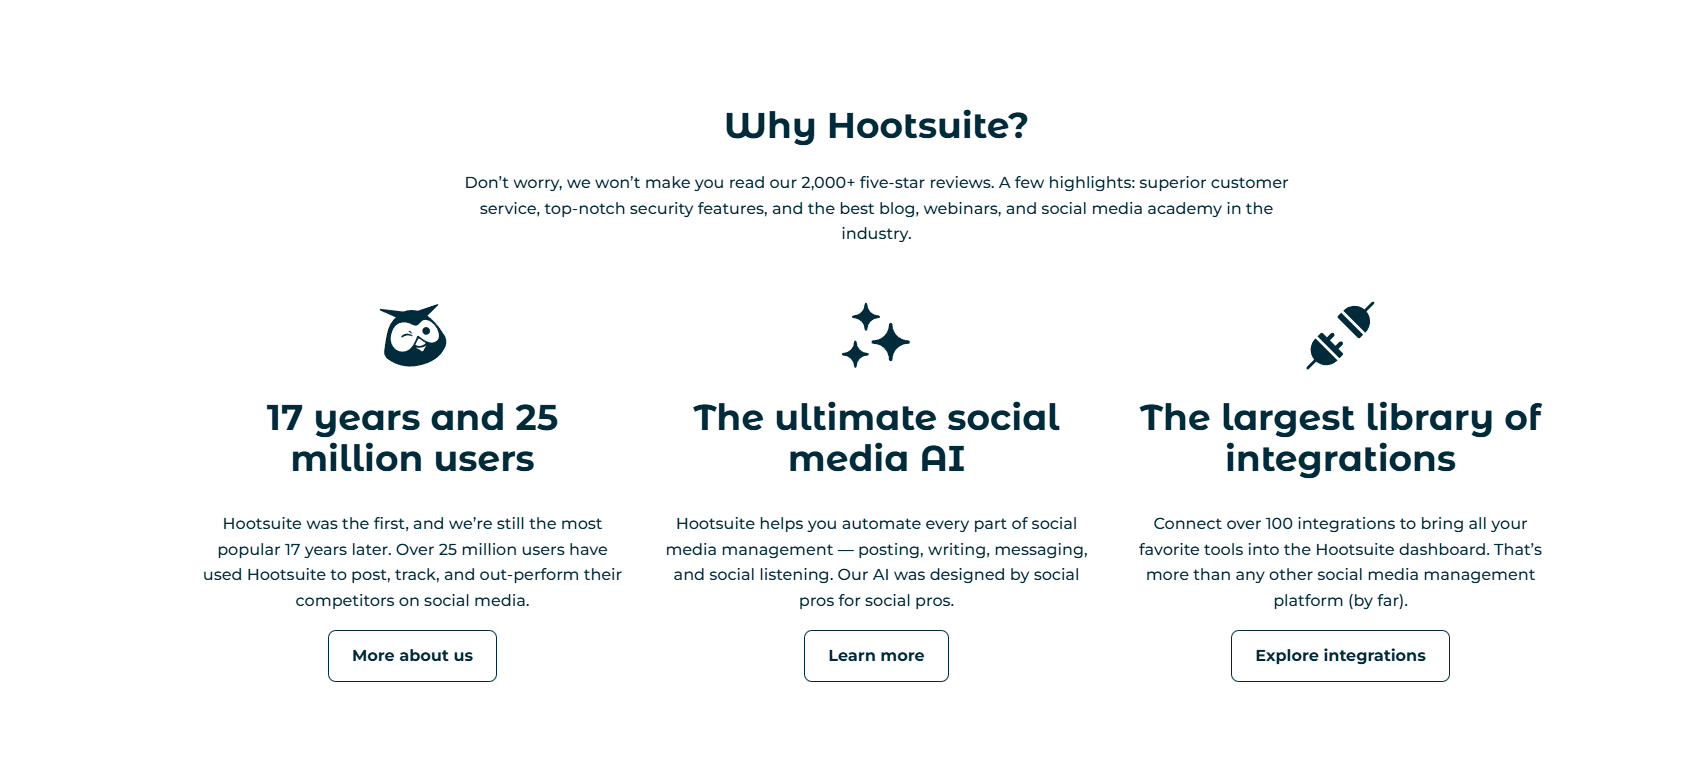 Why Hootsuite?
Don’t worry, we won’t make you read our 2,000+ five-star reviews. A few highlights: superior customer
service, top-notch security features, and the best blog, webinars, and social media academy in the
industry.
17 years and 25
million users
Hootsuite was the first, and we’re still the most
popular 17 years later. Over 25 million users have
used Hootsuite to post, track, and out-perform their
competitors on social media.
More about us
The ultimate social
media AI
Hootsuite helps you automate every part of social
media management — posting, writing, messaging,
and social listening. Our AI was designed by social
pros for social pros.
Learn more
The largest library of
integrations
Connect over 100 integrations to bring all your
favorite tools into the Hootsuite dashboard. That’s
more than any other social media management
platform (by far).
Explore integrations